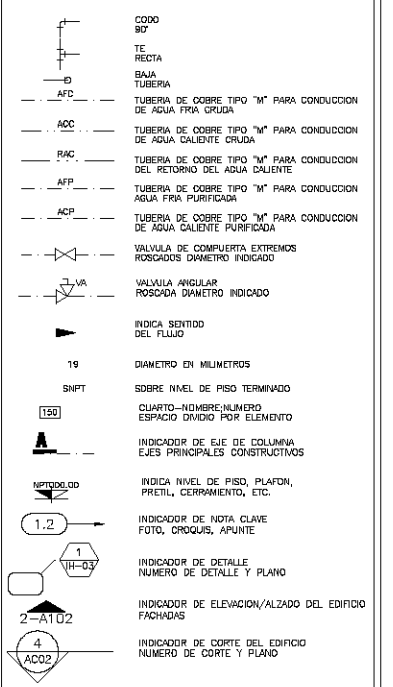 CODO
90°
TE
RECTA
BAJA
TUBERIA
AFC
TUBERIA DE COBRE TIPO "M" PARA CONDUCCION
DE AGUA FRIA CRUDA
ACC
TUBERIA DE COBRE TIPO "M" PARA CONDUCCION
DE AGUA CALIENTE CRUDA
RAC
TUBERIA DE COBRE TIPO "M" PARA CONDUCCION
DEL RETORNO DEL AGUA CALIENTE
AFP
TUBERIA DE COBRE TIPO "M" PARA CONDUCCION
AGUA FRIA PURIFICADA
ACP
TUBERIA DE COBRE TIPO "M" PARA CONDUCCION
DE AGUA CALIENTE PURIFICADA
VALVULA DE COMPUERTA EXTREMOS
ROSCADOS DIAMETRO INDICADO
VA
VALVULA ANGULAR
ROSCADA DIAMETRO INDICADO
INDICA SENTIDO
DEL FLUJO
19
DIAMETRO EN MILIMETROS
SNPT
SOBRE NIVEL DE PISO TERMINADO
150
CUARTO-NOMBRE;NUMERO
ESPACIO DIVIDIO POR ELEMENTO
A
INDICADOR DE EJE DE COLUMNA
EJES PRINCIPALES CONSTRUCTIVOS
INDICA NIVEL DE PISO, PLAFON,
PRETIL, CERRAMIENTO, ETC.
1.2
INDICADOR DE NOTA CLAVE
FOTO, CROQUIS, APUNTE
1
IH-03
INDICADOR DE DETALLE
NUMERO DE DETALLE Y PLANO
2-A102
INDICADOR DE ELEVACION/ALZADO DEL EDIFICIO
FACHADAS
4
AC02
INDICADOR DE CORTE DEL EDIFICIO
NUMERO DE CORTE Y PLANO